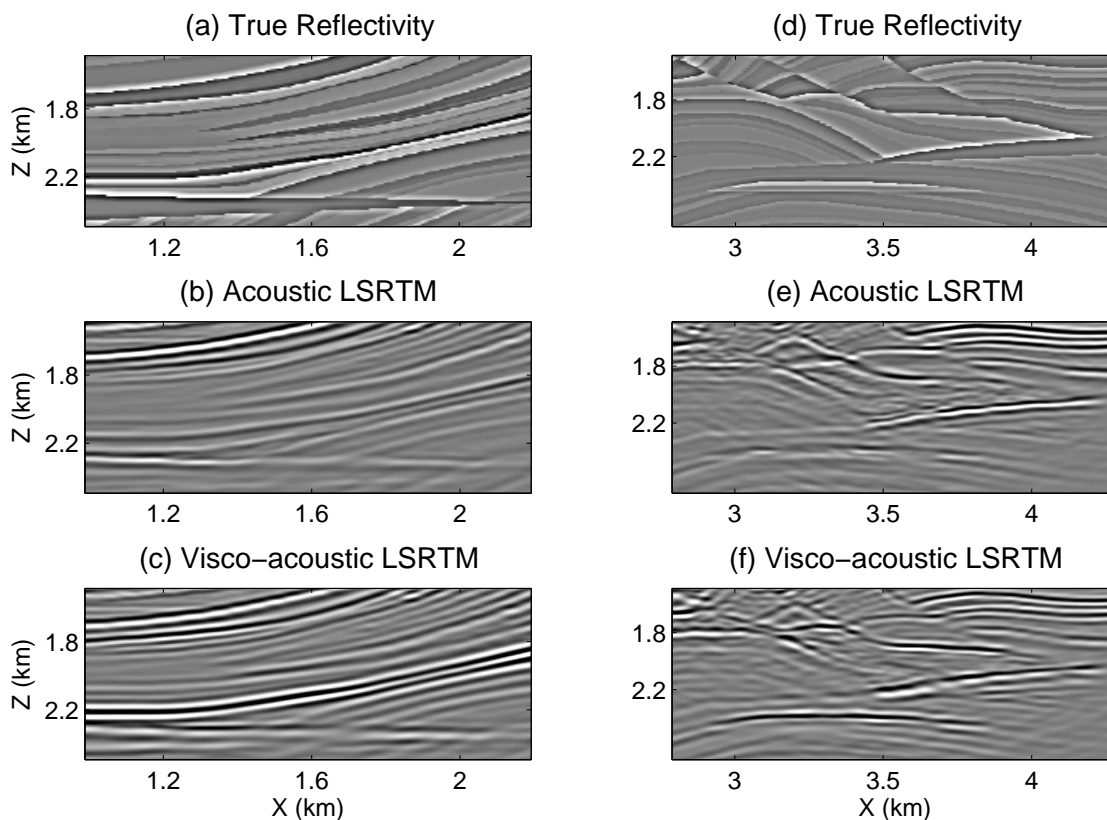 (a) True Reflectivity
Z (km)
1.8
2.2
1.2
1.6
2
(d) True Reflectivity
1.8
2.2
3
3.5
4
(b) Acoustic LSRTM
Z (km)
1.8
2.2
1.2
1.6
2
(e) Acoustic LSRTM
1.8
2.2
3
3.5
4
(c) Visco−acoustic LSRTM
Z (km)
1.8
2.2
1.2
1.6
2
X (km)
(f) Visco−acoustic LSRTM
1.8
2.2
3
3.5
4
X (km)